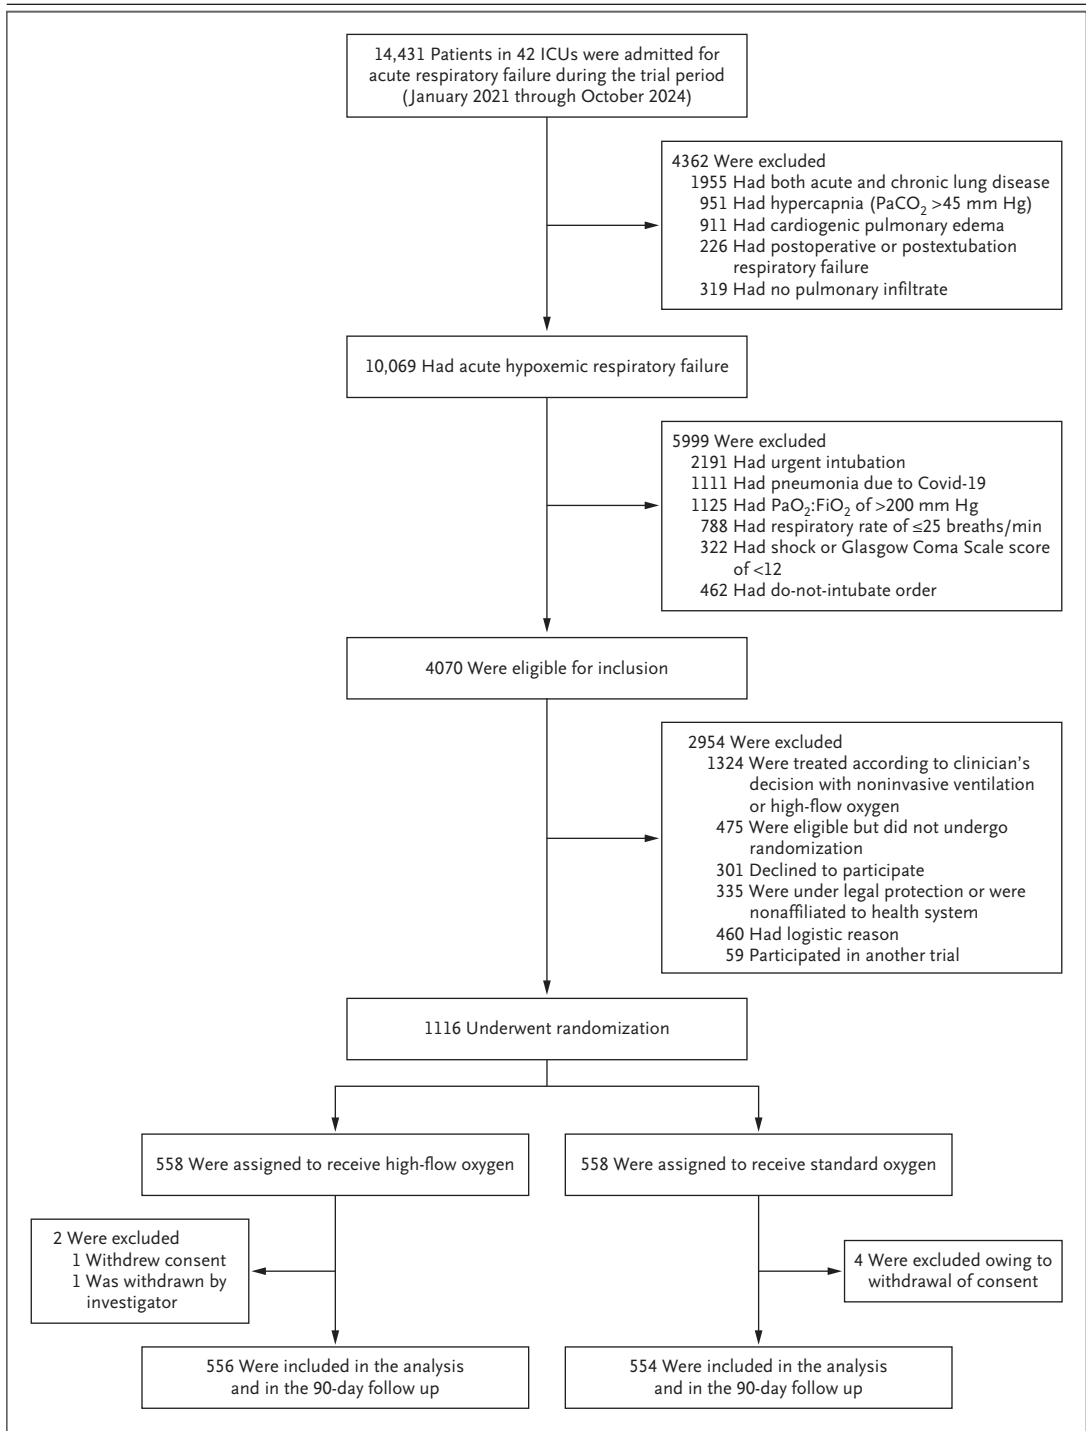 14,431 Patients in 42 ICUs were admitted for
acute respiratory failure during the trial period
(January 2021 through October 2024)
4362 Were excluded
1955 Had both acute and chronic lung disease
951 Had hypercapnia (PaCO₂ >45 mm Hg)
911 Had cardiogenic pulmonary edema
226 Had postoperative or postextubation
respiratory failure
319 Had no pulmonary infiltrate
10,069 Had acute hypoxemic respiratory failure
5999 Were excluded
2191 Had urgent intubation
1111 Had pneumonia due to Covid-19
1125 Had PaO₂:FiO₂ of >200 mm Hg
788 Had respiratory rate of ≤25 breaths/min
322 Had shock or Glasgow Coma Scale score
of <12
462 Had do-not-intubate order
4070 Were eligible for inclusion
2954 Were excluded
1324 Were treated according to clinician's
decision with noninvasive ventilation
or high-flow oxygen
475 Were eligible but did not undergo
randomization
301 Declined to participate
335 Were under legal protection or were
nonaffiliated to health system
460 Had logistic reason
59 Participated in another trial
1116 Underwent randomization
558 Were assigned to receive high-flow oxygen
558 Were assigned to receive standard oxygen
2 Were excluded
1 Withdrew consent
1 Was withdrawn by
investigator
4 Were excluded owing to
withdrawal of consent
556 Were included in the analysis
and in the 90-day follow up
554 Were included in the analysis
and in the 90-day follow up